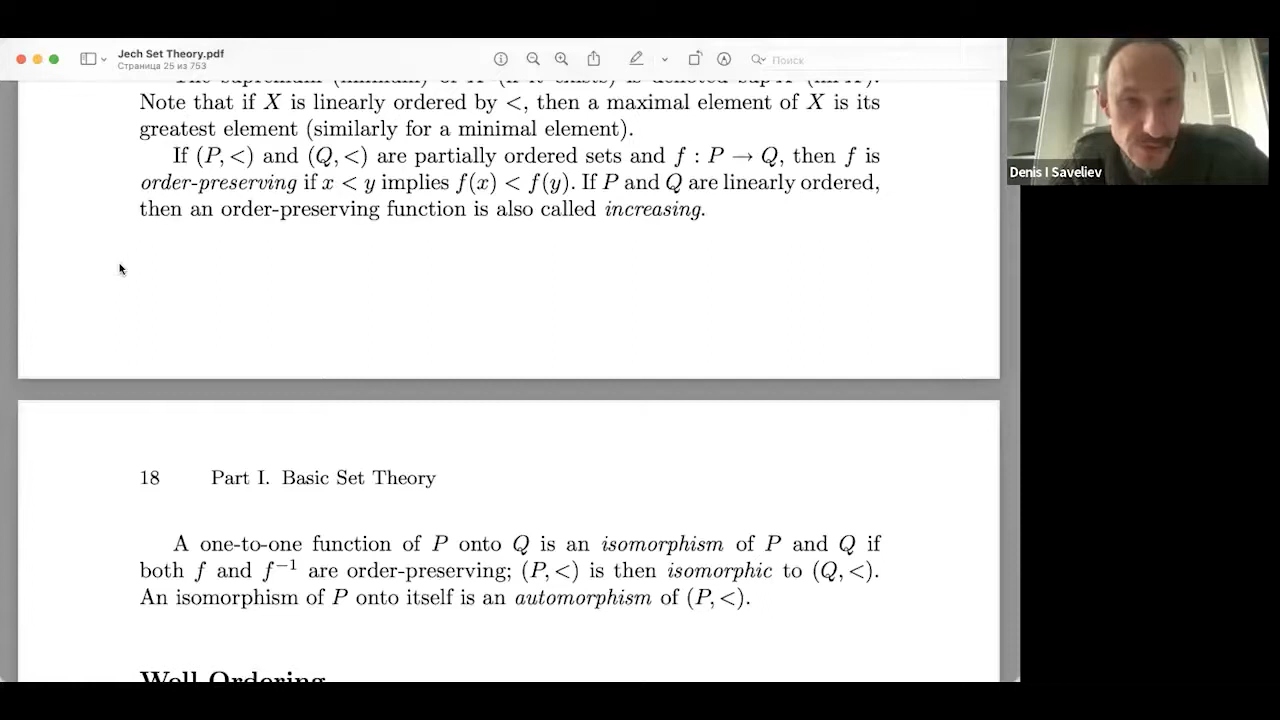 Jech Set Theory.pdf
Страница 25 из 753
Поиск
Note that if X is linearly ordered by <, then a maximal element of X is its
greatest element (similarly for a minimal element).
If (P, <) and (Q, <) are partially ordered sets and f : P → Q, then f is
order-preserving if x < y implies f(x) < f(y). If P and Q are linearly ordered,
then an order-preserving function is also called increasing.
18 Part I. Basic Set Theory
A one-to-one function of P onto Q is an isomorphism of P and Q if
both f and f⁻¹ are order-preserving; (P, <) is then isomorphic to (Q, <).
An isomorphism of P onto itself is an automorphism of (P, <).
Well-Ordering
Denis I Saveliev